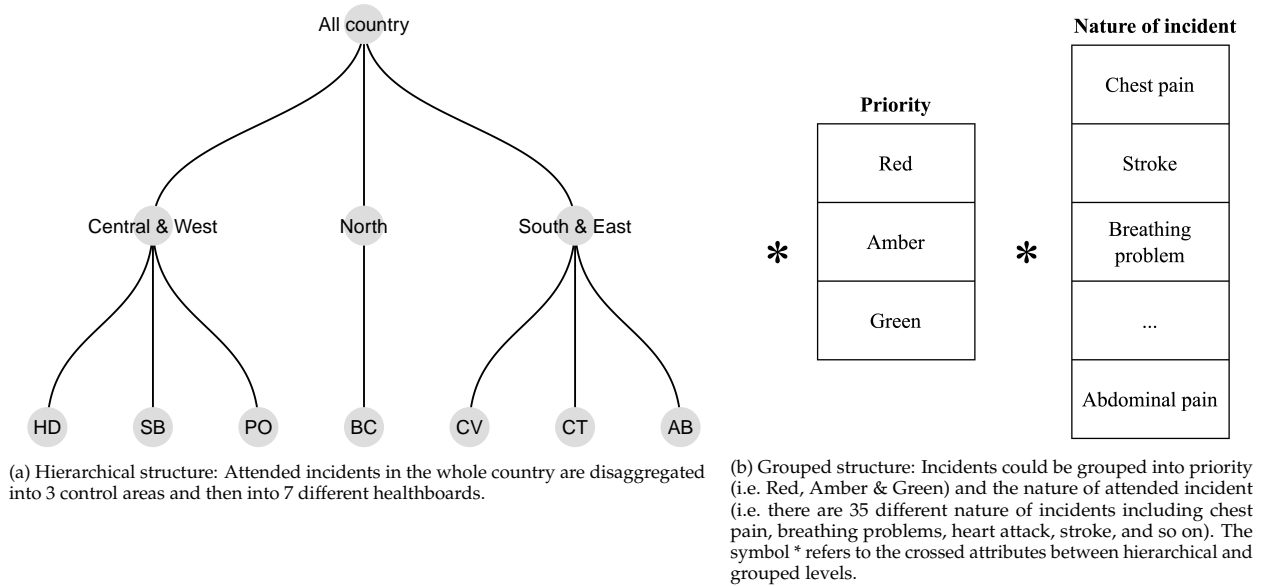 All country
Central & West
North
South & East
HD
SB
PO
BC
CV
CT
AB
(a) Hierarchical structure: Attended incidents in the whole country are disaggregated
into 3 control areas and then into 7 different healthboards.
*
Priority
Red
Amber
Green
*
Nature of incident
Chest pain
Stroke
Breathing
problem
...
Abdominal pain
(b) Grouped structure: Incidents could be grouped into priority
(i.e. Red, Amber & Green) and the nature of attended incident
(i.e. there are 35 different nature of incidents including chest
pain, breathing problems, heart attack, stroke, and so on). The
symbol * refers to the crossed attributes between hierarchical and
grouped levels.